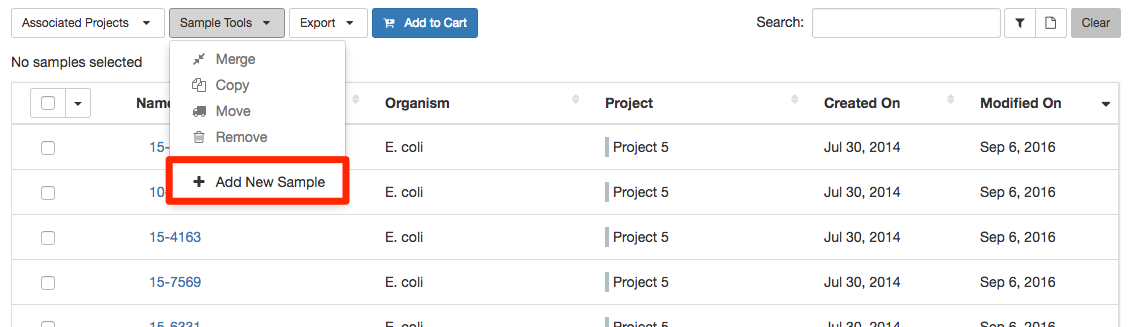 Associated Projects Sample Tools Export Add to Cart Search: Clear
No samples selected
Merge
Copy
Move
Remove
Add New Sample
Name Organism Project Created On Modified On
15- E. coli Project 5 Jul 30, 2014 Sep 6, 2016
10- E. coli Project 5 Jul 30, 2014 Sep 6, 2016
15-4163 E. coli Project 5 Jul 30, 2014 Sep 6, 2016
15-7569 E. coli Project 5 Jul 30, 2014 Sep 6, 2016
15-6331 E. coli Project 5 Jul 30, 2014 Sep 6, 2016